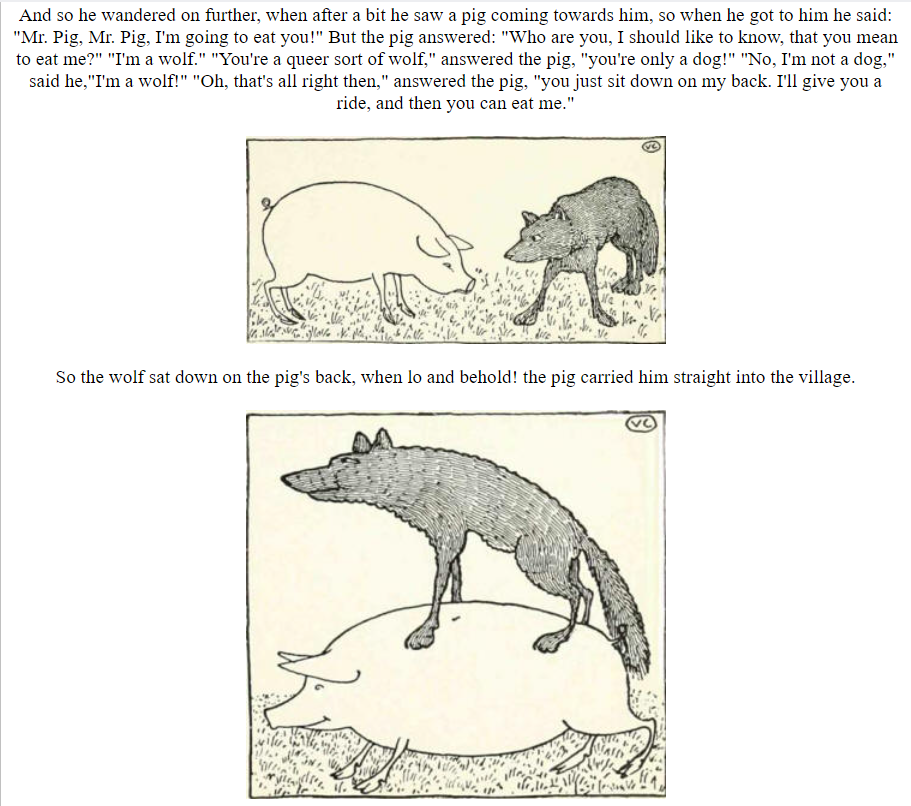 And so he wandered on further, when after a bit he saw a pig coming towards him, so when he got to him he said:
"Mr. Pig, Mr. Pig, I'm going to eat you!" But the pig answered: "Who are you, I should like to know, that you mean
to eat me?" "I'm a wolf." "You're a queer sort of wolf," answered the pig, "you're only a dog!" "No, I'm not a dog,"
said he,"I'm a wolf!" "Oh, that's all right then," answered the pig, "you just sit down on my back. I'll give you a
ride, and then you can eat me."
VC
So the wolf sat down on the pig's back, when lo and behold! the pig carried him straight into the village.
VC